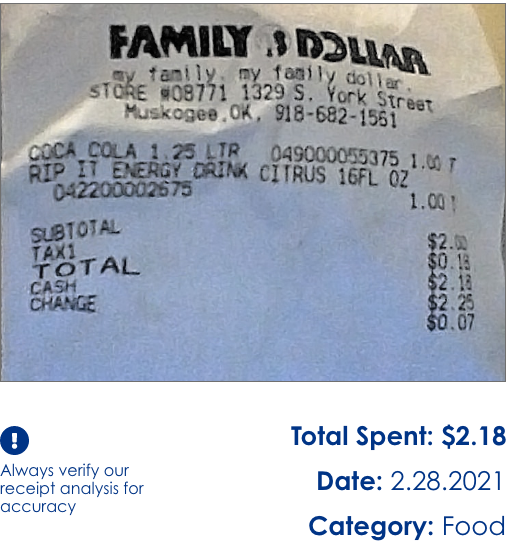 FAMILY $ DOLLAR
my family, my family dollar.
STORE #08771 1329 S. York Street
Muskogee,OK, 918-682-1561
COCA COLA 1.25 LTR 049000055375 1.00 T
RIP IT ENERGY DRINK CITRUS 16FL OZ
042200002675 1.00 T
SUBTOTAL $2.00
TAX1 $0.18
TOTAL $2.18
CASH $2.25
CHANGE $0.07
Always verify our
receipt analysis for
accuracy
Total Spent: $2.18
Date: 2.28.2021
Category: Food